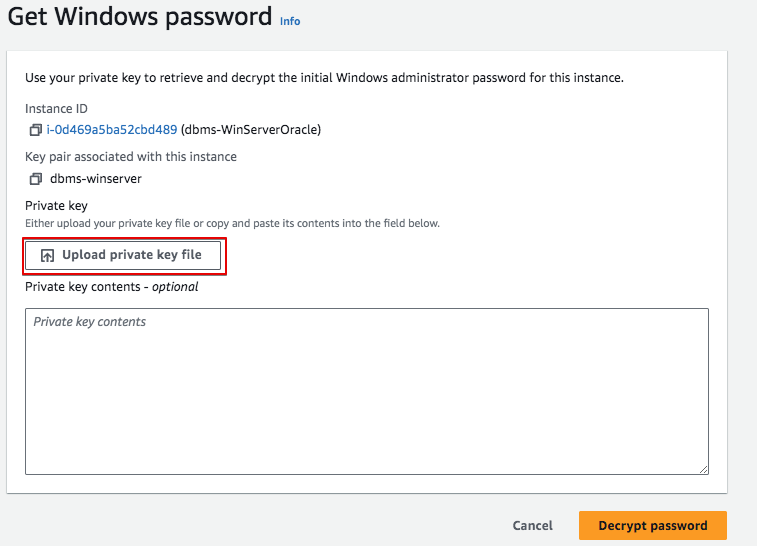 Get Windows password Info
Use your private key to retrieve and decrypt the initial Windows administrator password for this instance.
Instance ID
i-0d469a5ba52cbd489 (dbms-WinServerOracle)
Key pair associated with this instance
dbms-winserver
Private key
Either upload your private key file or copy and paste its contents into the field below.
Upload private key file
Private key contents - optional
Private key contents
Cancel
Decrypt password